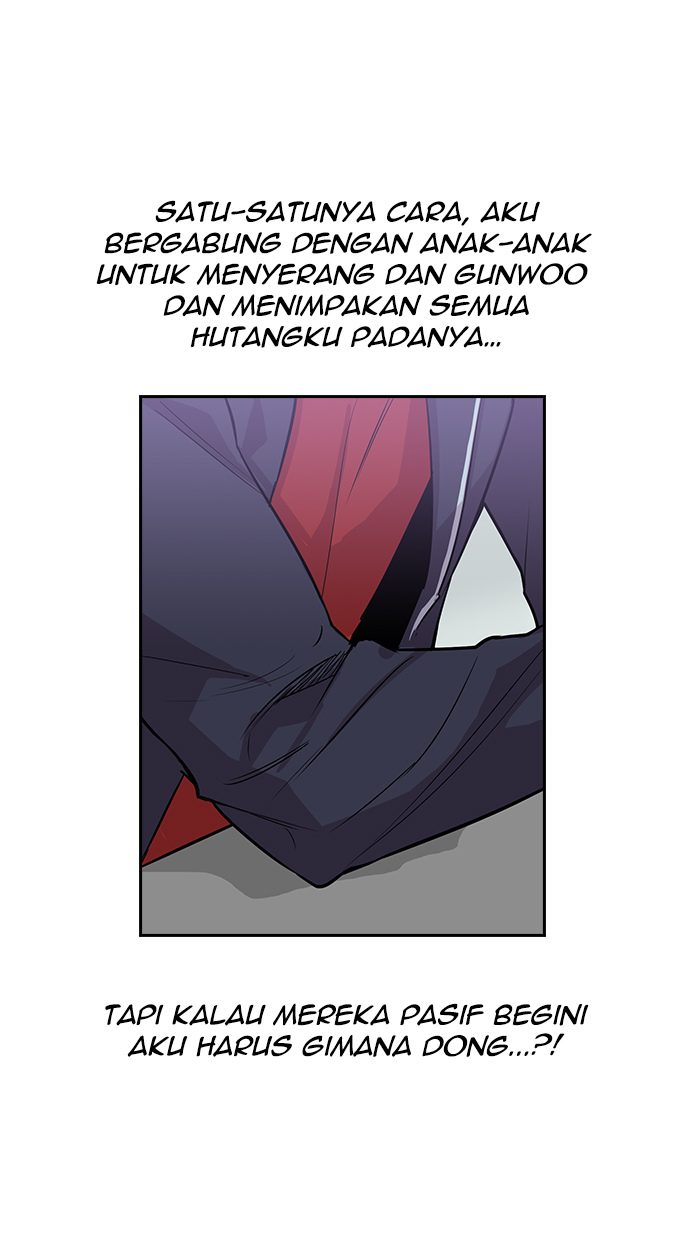 SATU-SATUNYA CARA, AKU
BERGABUNG DENGAN ANAK-ANAK
UNTUK MENYERANG DAN GUNWOO
DAN MENIMPAKAN SEMUA
HUTANGKU PADANYA...
TAPI KALAU MEREKA PASIF BEGINI
AKU HARUS GIMANA DONG...?!